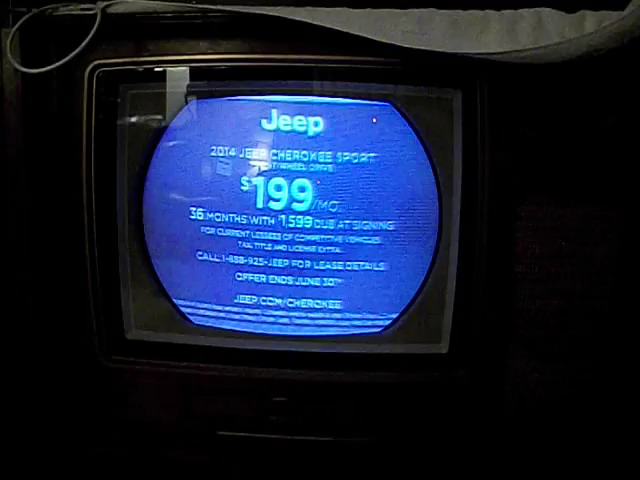 Jeep
2014 JEEP CHEROKEE SPORT
WHEEL DRIVE
$199/MO.
36 MONTHS WITH $1,599 DUE AT SIGNING
FOR CURRENT LESSEES OF COMPETITIVE VEHICLES.
TAX, TITLE AND LICENSE EXTRA.
CALL 1-888-925-JEEP FOR LEASE DETAILS
OFFER ENDS JUNE 30TH
JEEP.COM/CHEROKEE